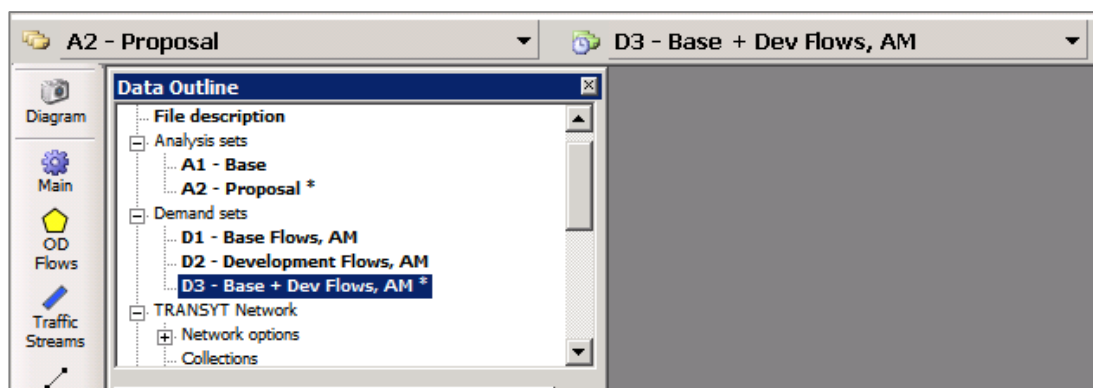 A2 - Proposal
D3 - Base + Dev Flows, AM
Diagram
Main
OD
Flows
Traffic
Streams
Data Outline
File description
Analysis sets
A1 - Base
A2 - Proposal *
Demand sets
D1 - Base Flows, AM
D2 - Development Flows, AM
D3 - Base + Dev Flows, AM *
TRANSYT Network
Network options
Collections